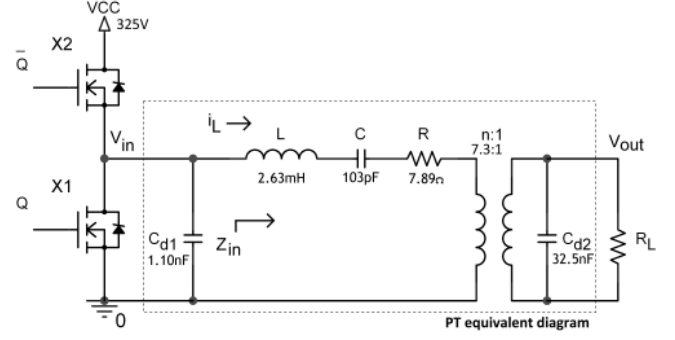 VCC
325V
X2
Q
Vin
iL
L
C
R
n:1
7.3:1
Vout
2.63mH
103pF
7.89Ω
X1
Q
Cd1
1.10nF
Zin
Cd2
32.5nF
RL
0
PT equivalent diagram